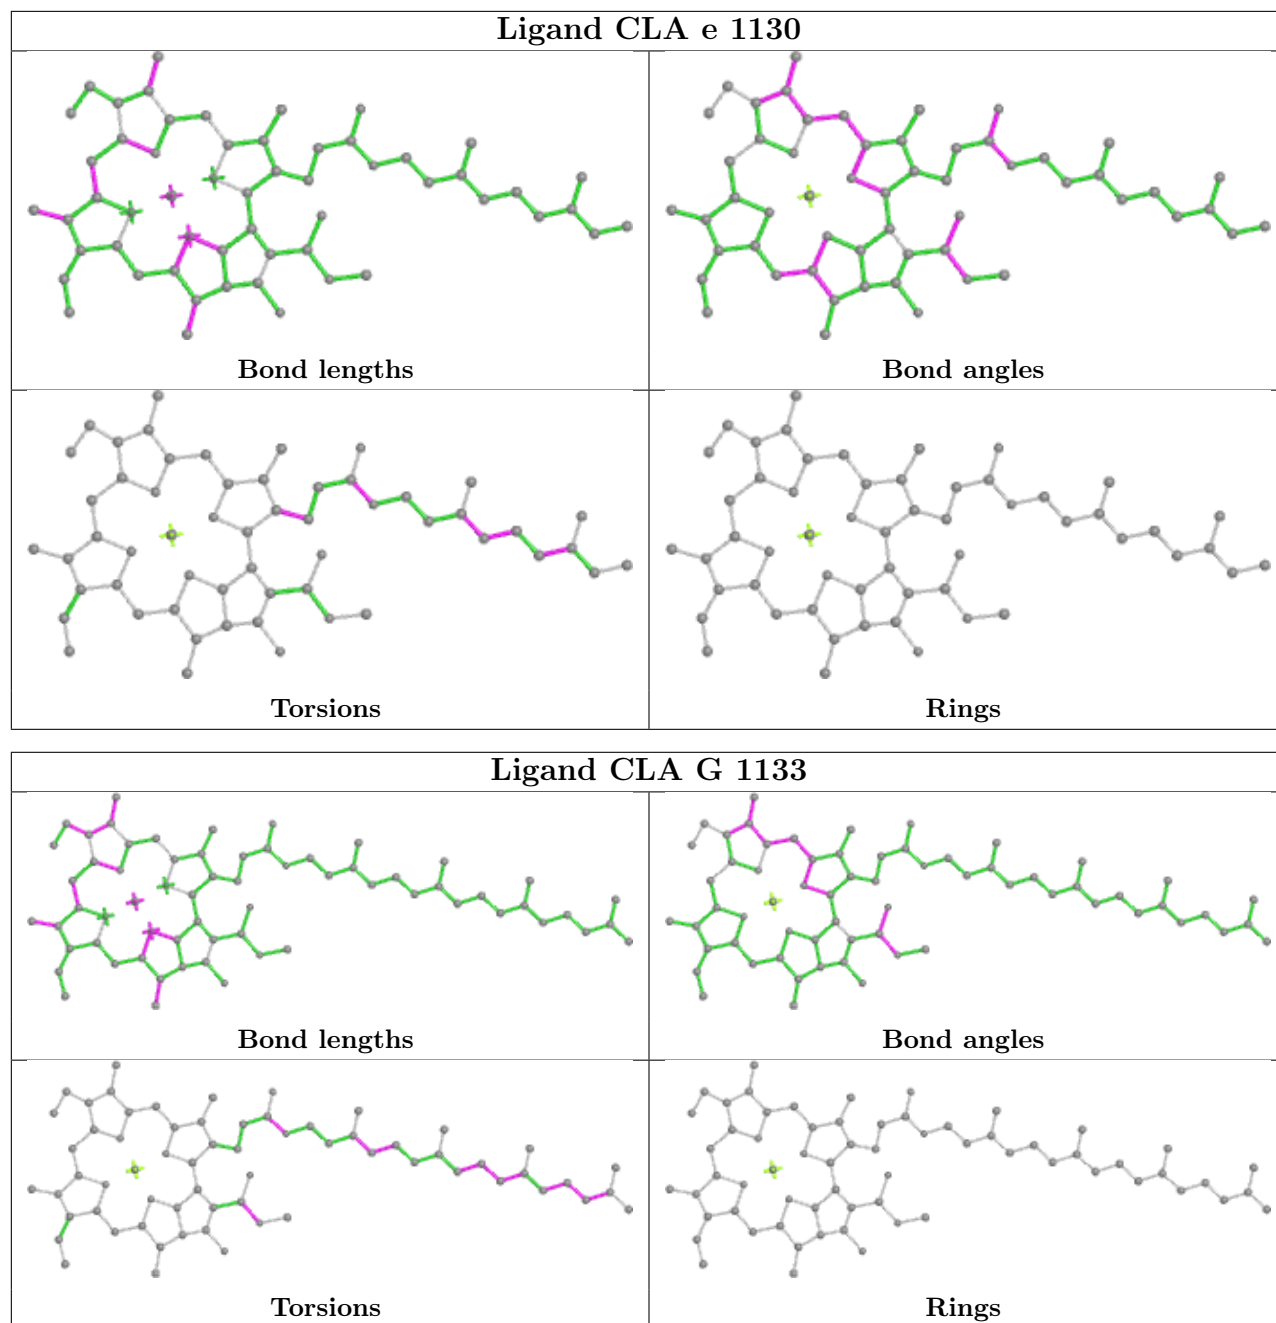 Ligand CLA e 1130
Bond lengths
Bond angles
Torsions
Rings
Ligand CLA G 1133
Bond lengths
Bond angles
Torsions
Rings